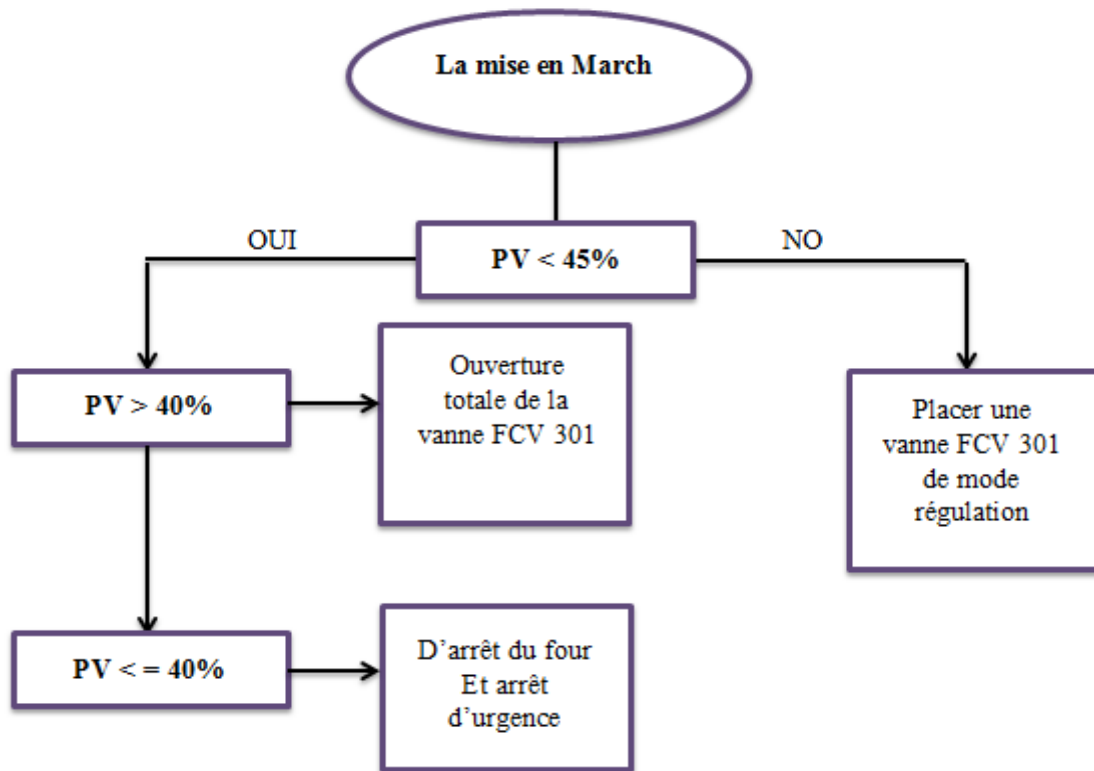 La mise en March
OUI
NO
PV < 45%
PV > 40%
Ouverture
totale de la
vanne FCV 301
Placer une
vanne FCV 301
de mode
régulation
PV < = 40%
D’arrêt du four
Et arrêt
d’urgence